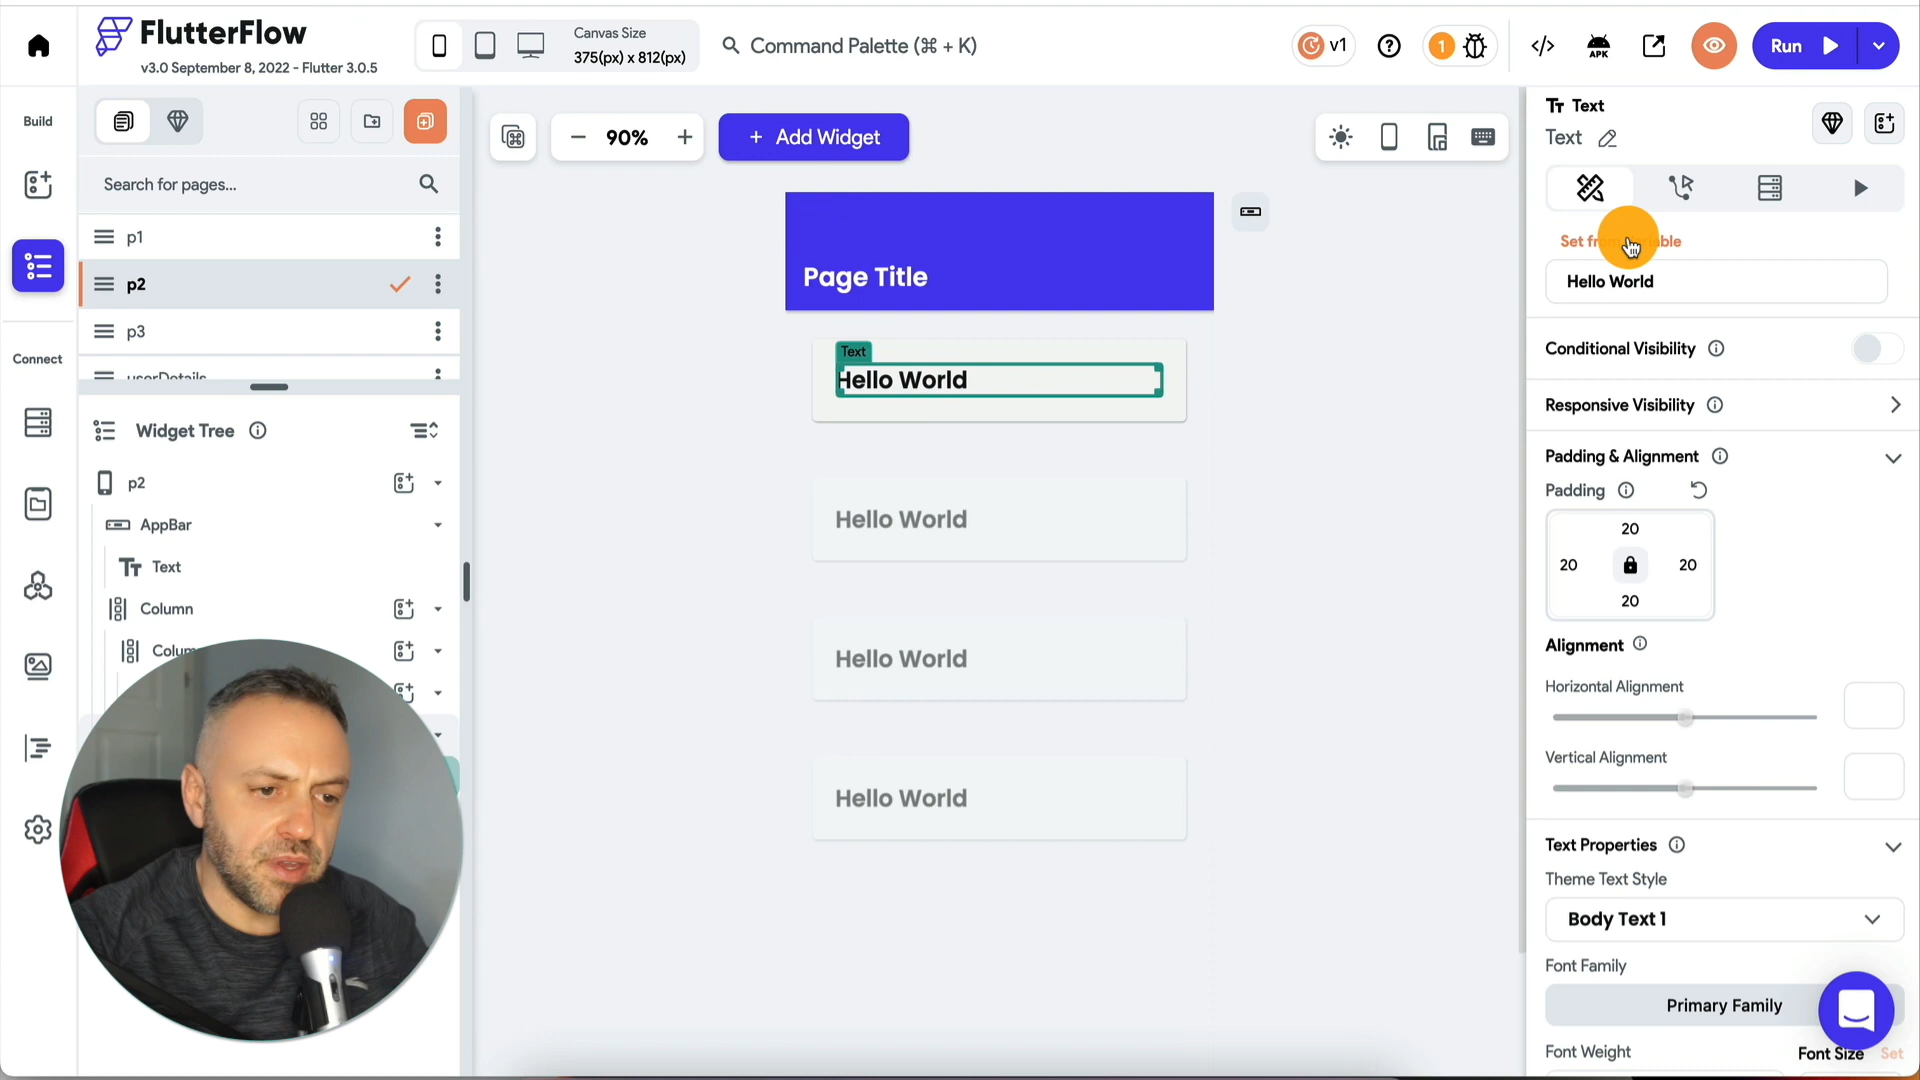 FlutterFlow
v3.0 September 8, 2022 - Flutter 3.0.5
Canvas Size
375(px) x 812(px)
Command Palette (⌘ + K)
v1
1
APK
Run
Build
Search for pages...
p1
p2
p3
userDetails
Connect
Widget Tree
p2
AppBar
Text
Column
90%
+ Add Widget
Page Title
Text
Hello World
Hello World
Hello World
Hello World
Text
Text
Hello World
Conditional Visibility
Responsive Visibility
Padding & Alignment
Padding
20
20
20
20
Alignment
Horizontal Alignment
Vertical Alignment
Text Properties
Theme Text Style
Body Text 1
Font Family
Primary Family
Font Weight
Font Size
Set